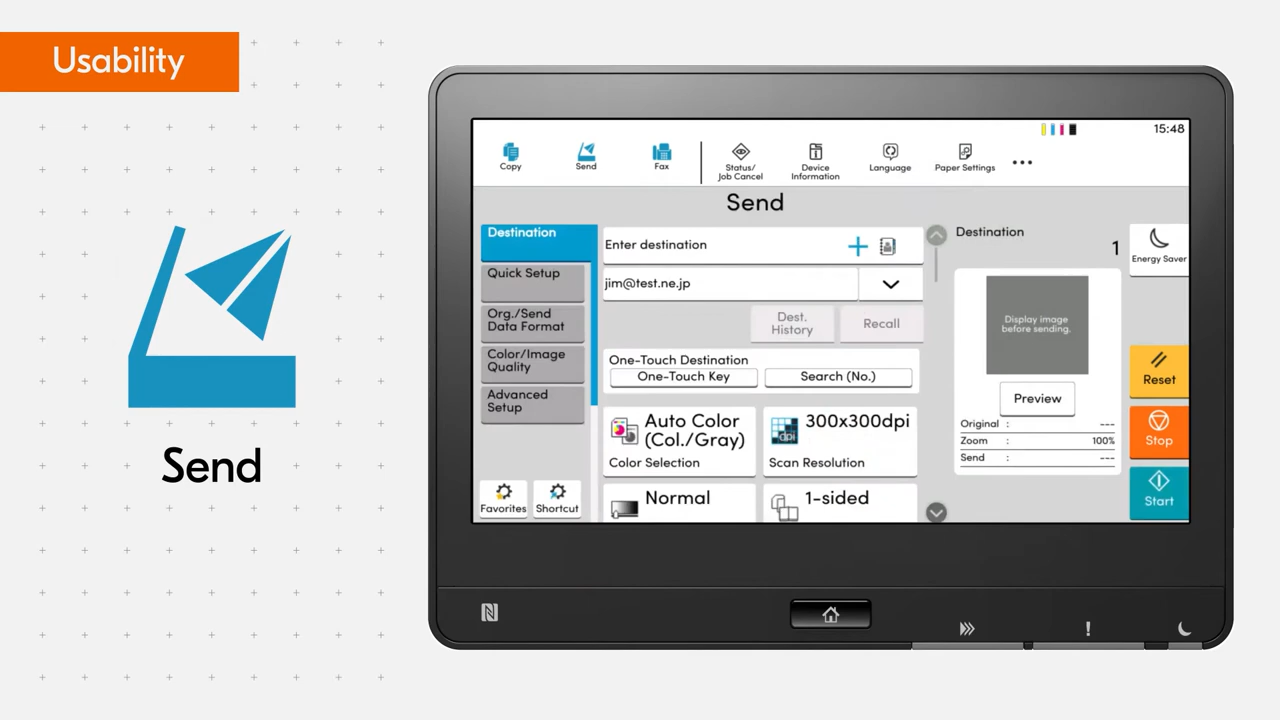 Usability
Send
15:48
Copy
Send
Fax
Status/
Job Cancel
Device
Information
Language
Paper Settings
Send
Destination
Quick Setup
Org./Send
Data Format
Color/Image
Quality
Advanced
Setup
Favorites
Shortcut
Enter destination
jim@test.ne.jp
Dest.
History
Recall
One-Touch Destination
One-Touch Key
Search (No.)
Auto Color
(Col./Gray)
Color Selection
dpi
300x300dpi
Scan Resolution
Normal
1-sided
Destination
1
Display image
before sending.
Preview
Original : ---
Zoom : 100%
Send : ---
Energy Saver
Reset
Stop
Start